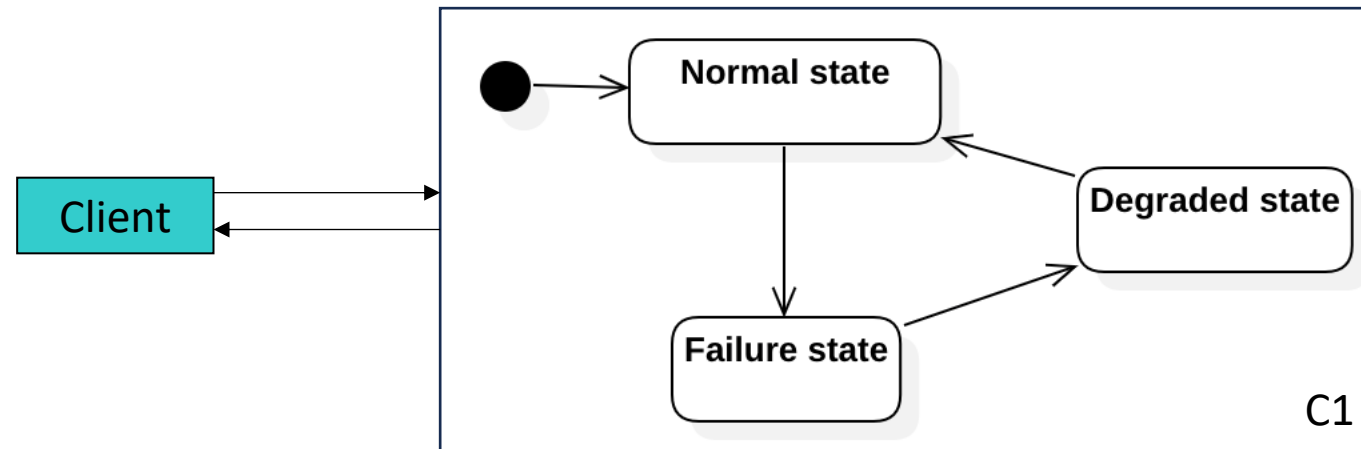 Normal state
Client
Degraded state
Failure state
C1